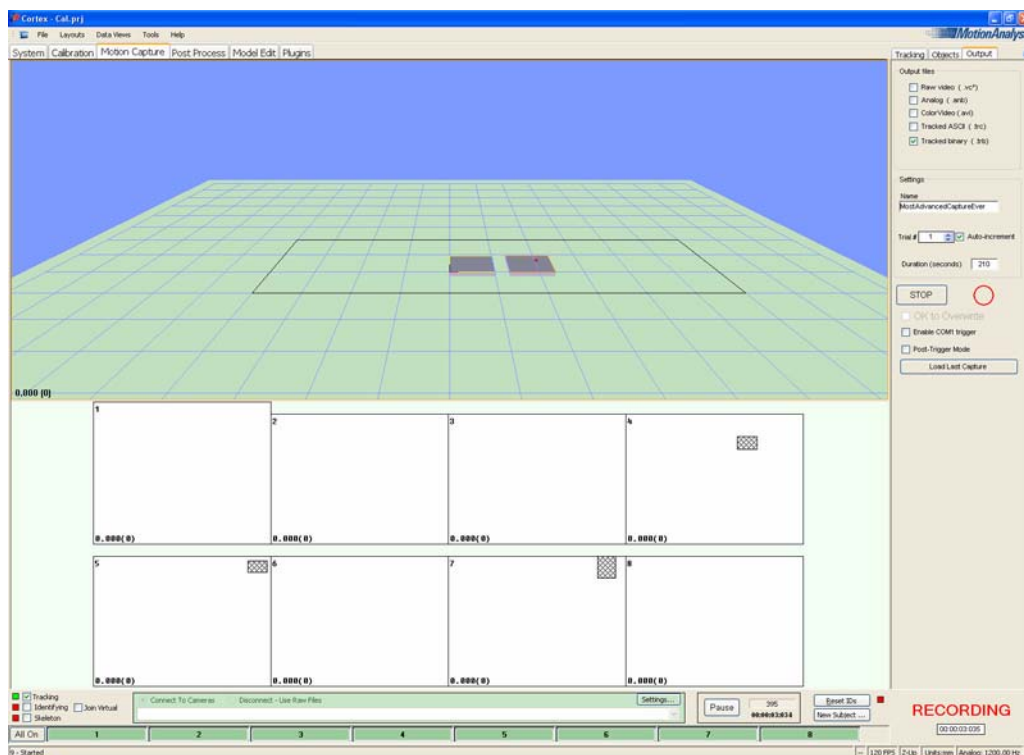 Cortex - Cal.prj
File Layouts Data Views Tools Help
MotionAnalys
System Calibration Motion Capture Post Process Model Edit Plugins
Tracking Objects Output
Output files
Raw video ( .vc*)
Analog ( .anb)
ColorVideo (.avi)
Tracked ASCII ( .trc)
Tracked binary ( .trb)
Settings
Name
MostAdvancedCaptureEver
Trial # 1 Auto-increment
Duration (seconds) 210
STOP
OK to Overwrite
Enable COM1 trigger
Post-Trigger Mode
Load Last Capture
0.000 (0)
1
2 3 4
0.000(0) 0.000(0) 0.000(0) 0.000(0)
5 6 7 8
0.000(0) 0.000(0) 0.000(0) 0.000(0)
Tracking
Identifying Join Virtual
Skeleton
Connect To Cameras Disconnect - Use Raw Files Settings...
Pause 395
00:00:03:034
Reset IDs
New Subject ...
RECORDING
00:00:03:035
All On 1 2 3 4 5 6 7 8
9 - Started
-- 120 FPS Z-Up Units:mm Analog: 1200.00 Hz